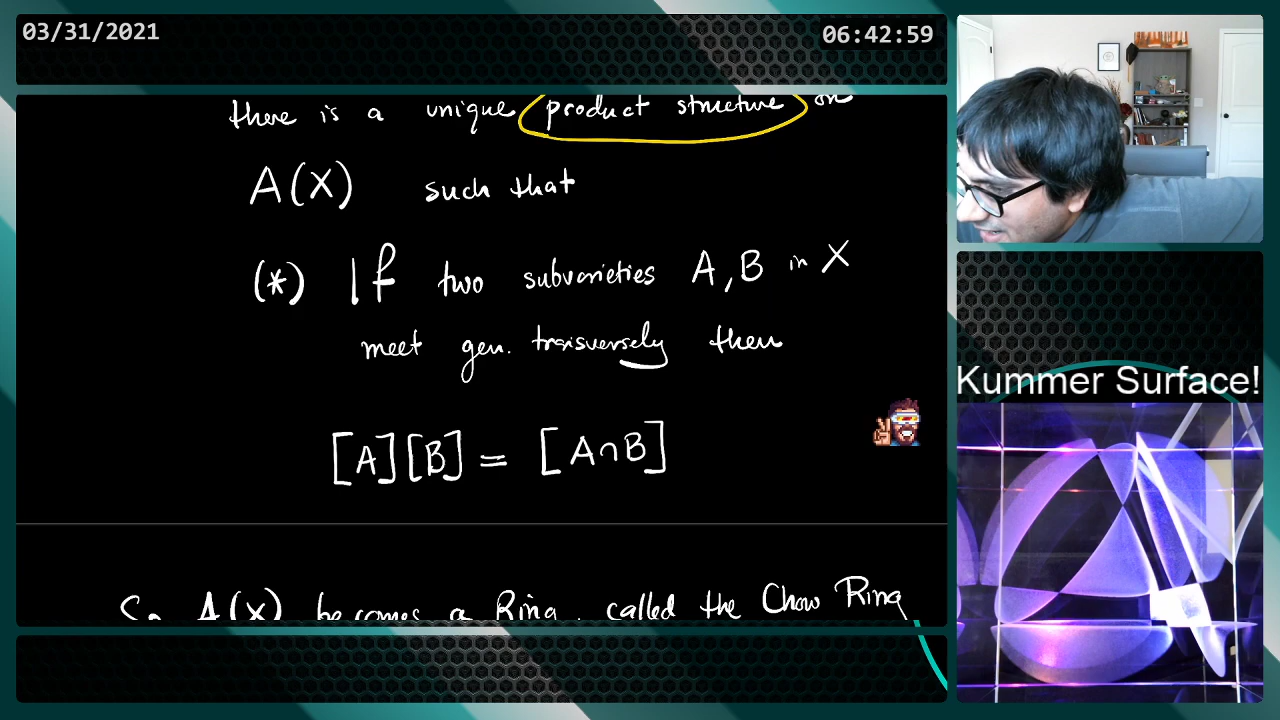 03/31/2021
06:42:59
there is a unique product structure on
A(X) such that
(*) If two subvarieties A, B in X
meet gen. transversely then
[A][B] = [A∩B]
So A(X) becomes a Ring, called the Chow Ring
Kummer Surface!